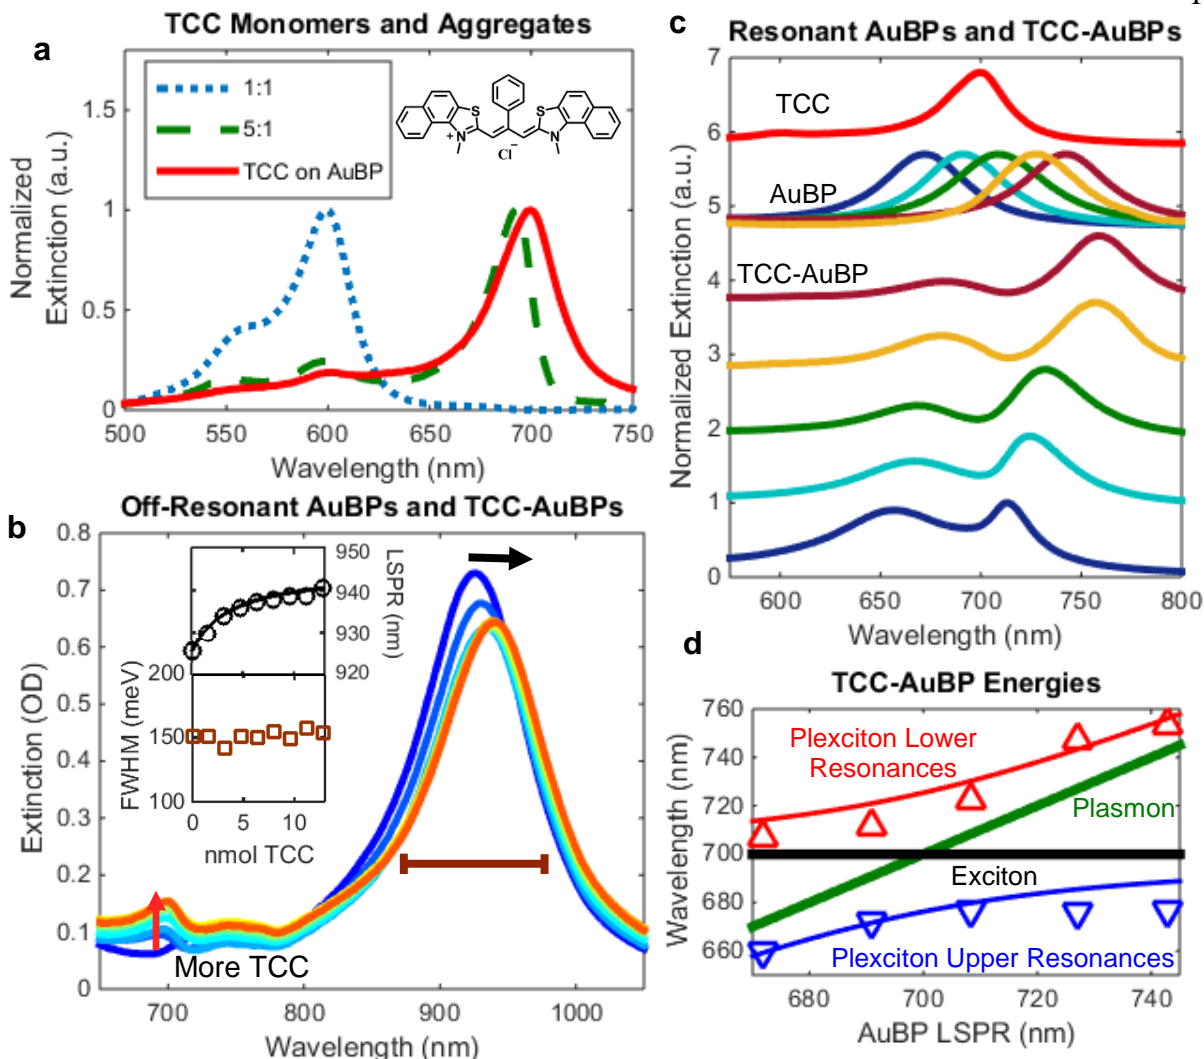 a
TCC Monomers and Aggregates
1:1
5:1
TCC on AuBP
S
S
N
+
N
Cl
−
Normalized
Extinction (a.u.)
1.5
1
0.5
0
500
550
600
650
700
750
Wavelength (nm)
b
Off-Resonant AuBPs and TCC-AuBPs
Extinction (OD)
0.8
0.7
0.6
0.5
0.4
0.3
0.2
0.1
0
950
940
930
920
LSPR
(nm)
200
150
100
FWHM (meV)
0
5
10
nmol TCC
More TCC
700
800
900
1000
Wavelength (nm)
c
Resonant AuBPs and TCC-AuBPs
TCC
AuBP
TCC-AuBP
Normalized Extinction (a.u.)
7
6
5
4
3
2
1
0
600
650
700
750
800
Wavelength (nm)
d
TCC-AuBP Energies
Plexciton Lower
Resonances
Plasmon
Exciton
Plexciton Upper Resonances
Wavelength (nm)
760
740
720
700
680
660
680
700
720
740
AuBP LSPR (nm)